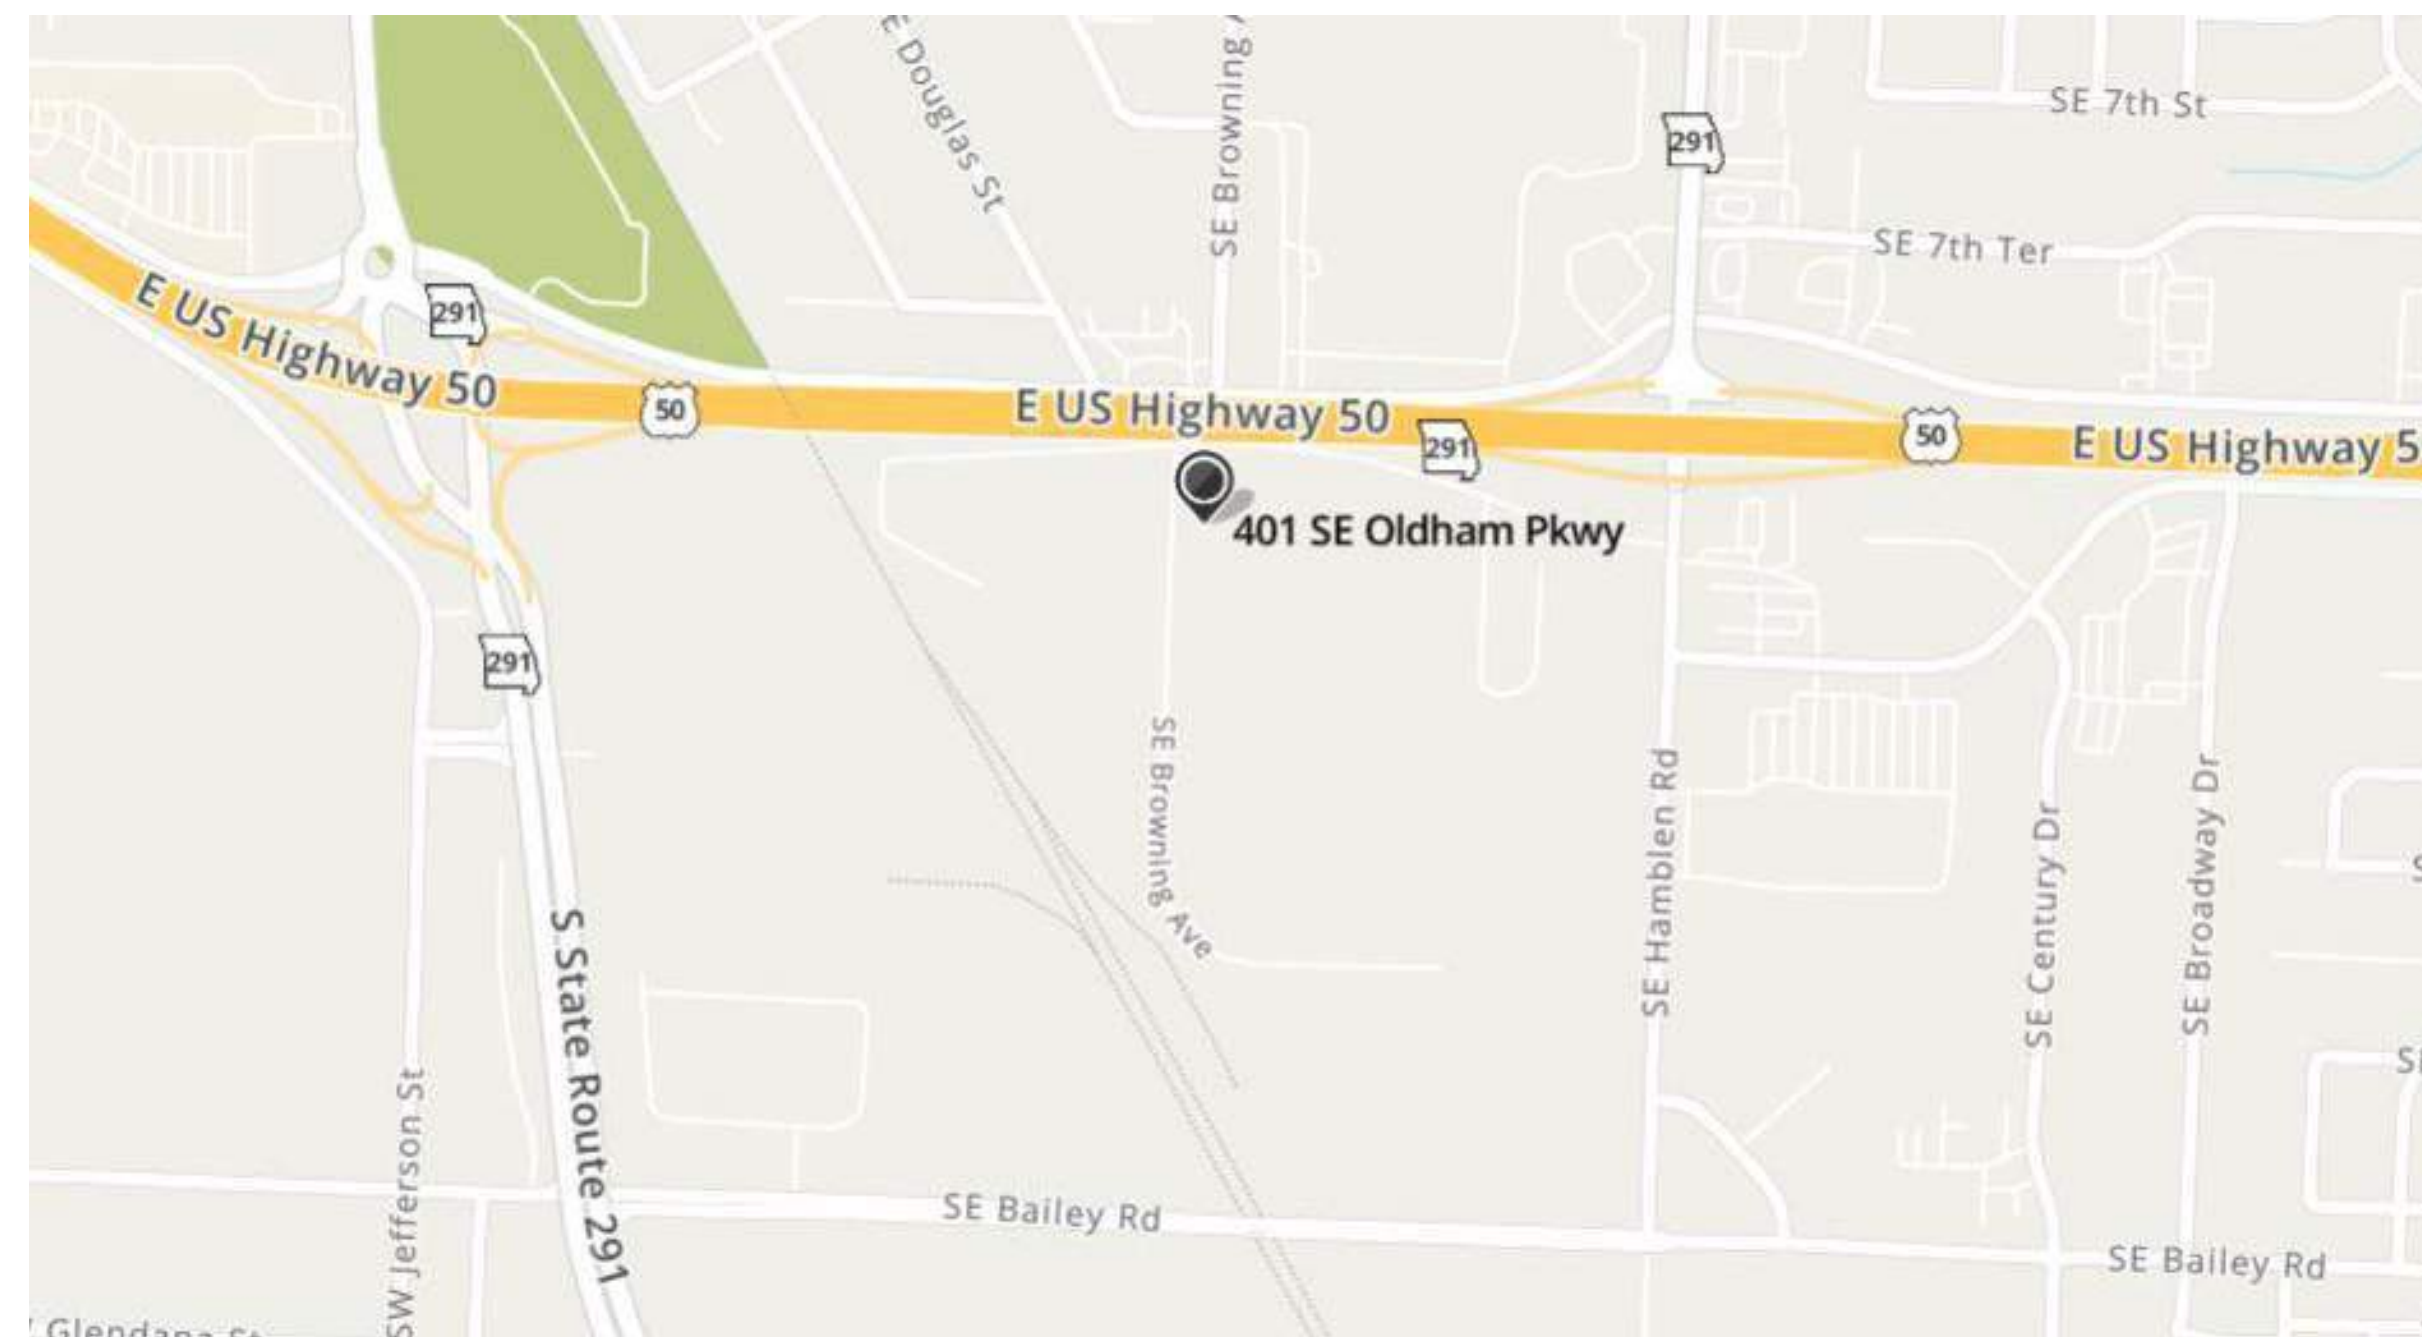 E Douglas St
SE Browning
SE 7th St
291
SE 7th Ter
E US Highway 50
291
50
E US Highway 50
291
50
E US Highway 5
401 SE Oldham Pkwy
291
SE Browning Ave
SE Hamblen Rd
SE Century Dr
SE Broadway Dr
S State Route 291
SW Jefferson St
SE Bailey Rd
SE Bailey Rd